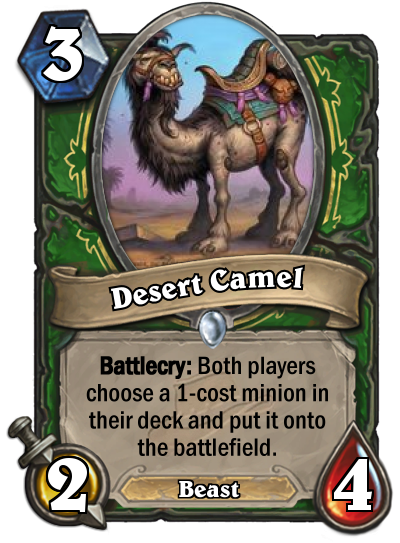 3
Desert Camel
Battlecry: Both players
choose a 1-cost minion in
their deck and put it onto
the battlefield.
2
Beast
4